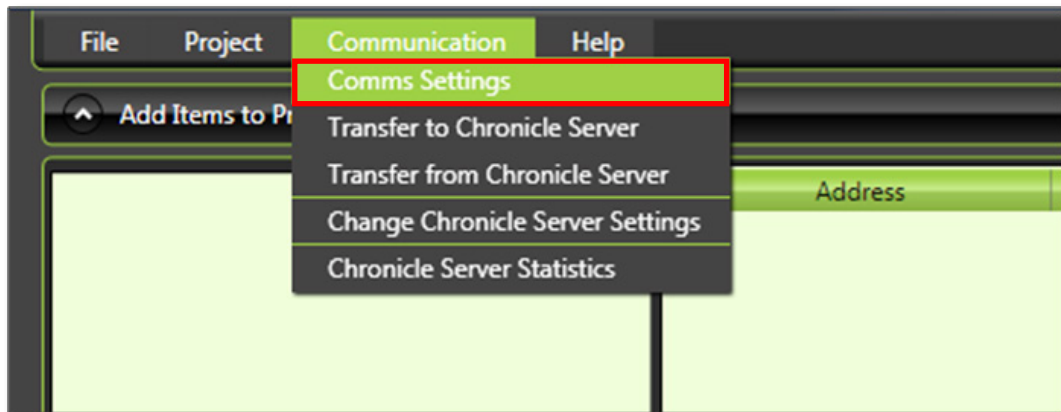 File Project Communication Help
Comms Settings
Add Items to Pr
Transfer to Chronicle Server
Transfer from Chronicle Server
Address
Change Chronicle Server Settings
Chronicle Server Statistics